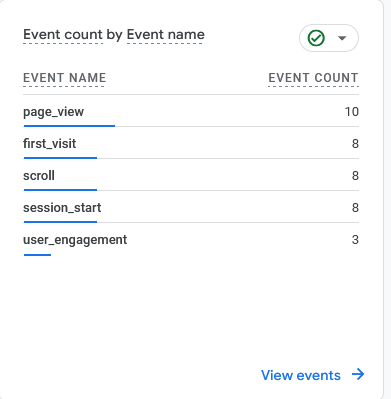 Event count by Event name
EVENT NAME EVENT COUNT
page_view 10
first_visit 8
scroll 8
session_start 8
user_engagement 3
View events